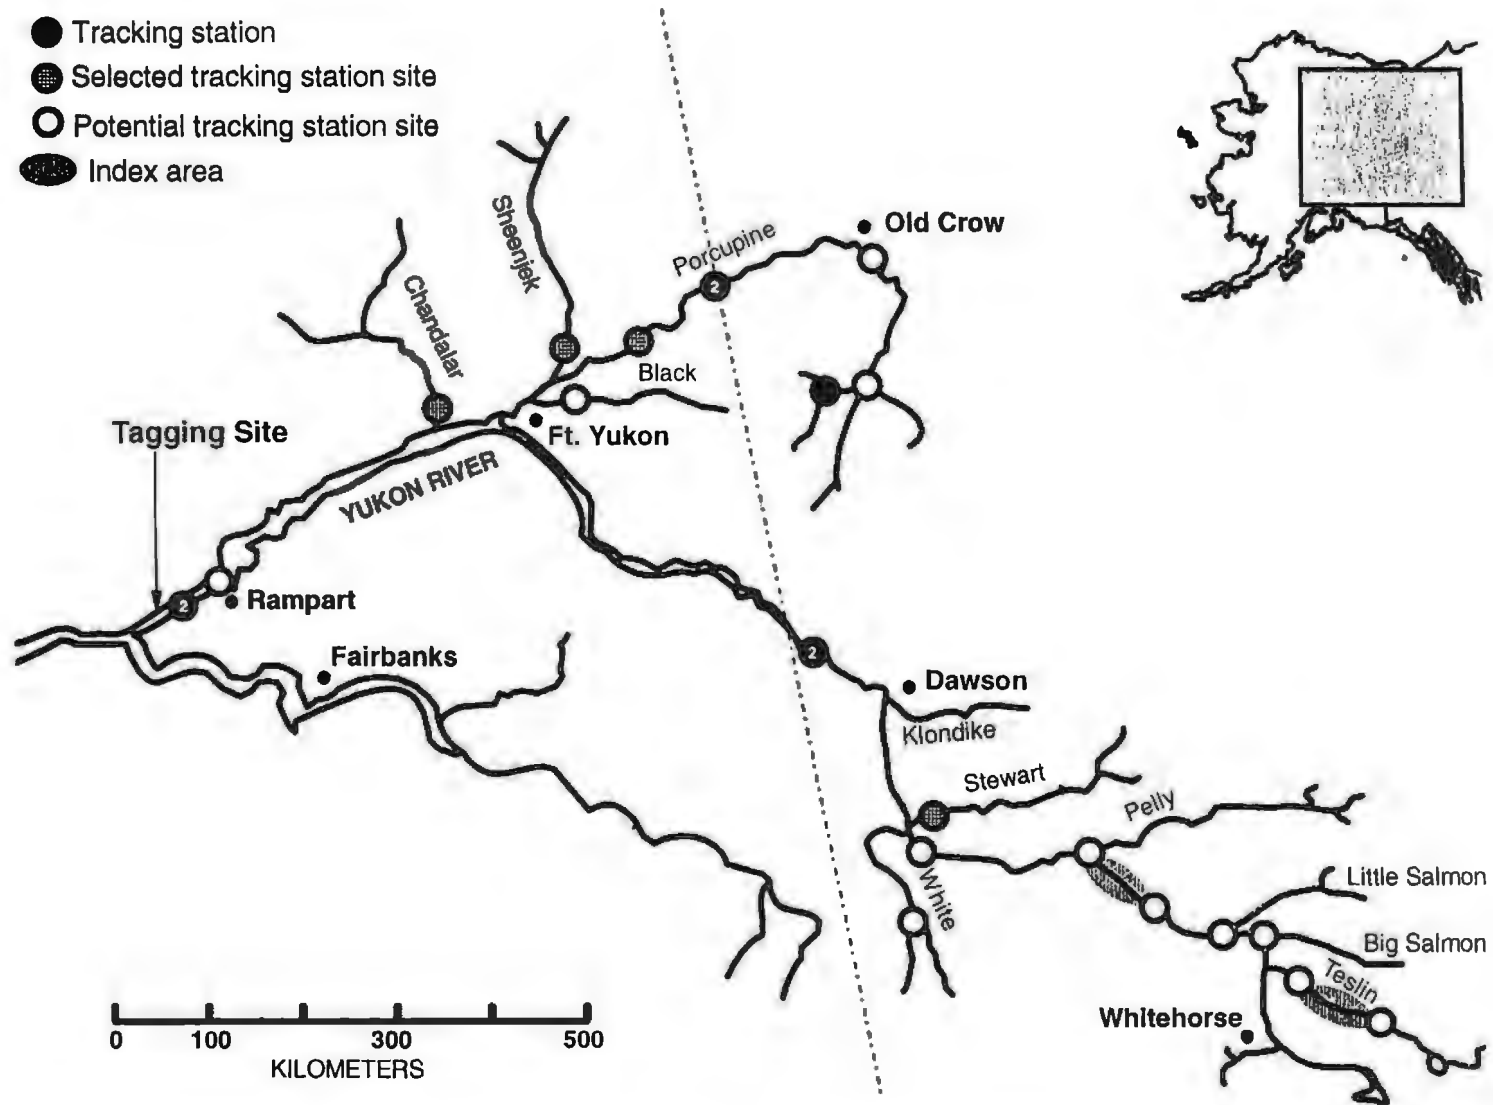 Tracking station
Selected tracking station site
Potential tracking station site
Index area
Sheenjek
Porcupine
Old Crow
Chandalar
2
Black
Tagging Site
Ft. Yukon
YUKON RIVER
2
Rampart
Fairbanks
2
Dawson
Klondike
Stewart
Pelly
White
Little Salmon
Big Salmon
Teslin
Whitehorse
0 100 300 500
KILOMETERS